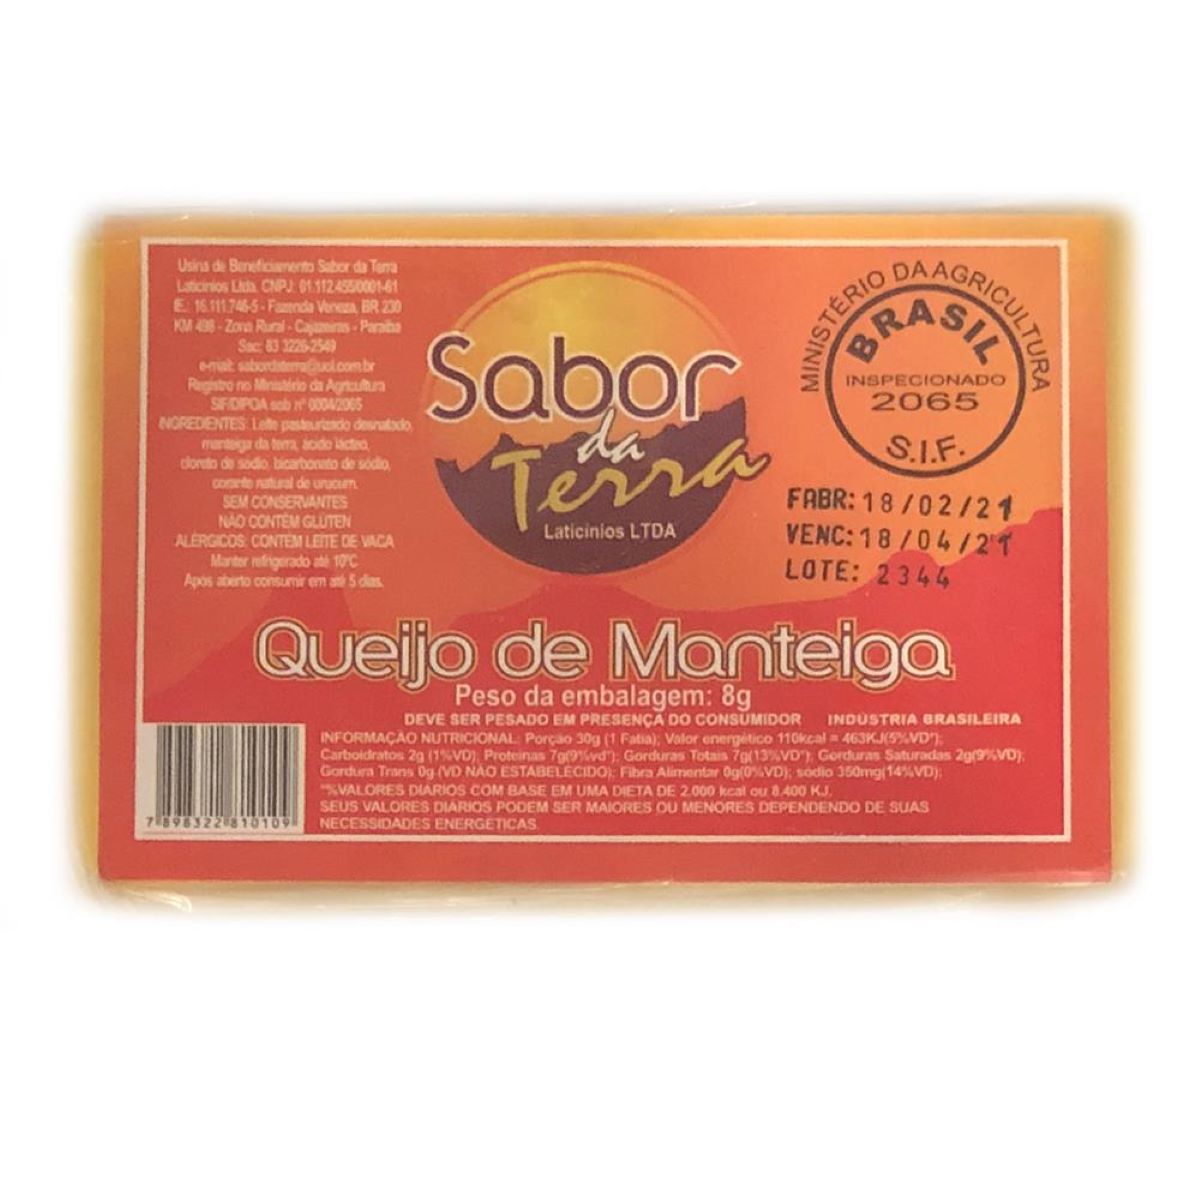 Usina de Beneficiamento Sabor da Terra
Laticinios Ltda. CNPJ: 01.112.455/0001-61
IE.: 16.111.746-5 - Fazenda Veneza, BR 230
KM 498 - Zona Rural - Cajazeiras - Paraíba
Sac: 83 3226-2549
e-mail: sabordaterra@uol.com.br
Registro no Ministério da Agricultura
SIF/DIPOA sob nº 0004/2065
INGREDIENTES: Leite pasteurizado desnatado,
manteiga da terra, ácido lácteo,
cloreto de sódio, bicarbonato de sódio,
corante natural de urucum.
SEM CONSERVANTES
NÃO CONTÉM GLÚTEN
ALÉRGICOS: CONTÉM LEITE DE VACA
Manter refrigerado até 10ºC
Após aberto consumir em até 5 dias.
Sabor
da
Terra
Laticínios LTDA
MINISTÉRIO DA AGRICULTURA
BRASIL
INSPECIONADO
2065
S.I.F.
FABR: 18/02/21
VENC: 18/04/21
LOTE: 2344
Queijo de Manteiga
Peso da embalagem: 8g
DEVE SER PESADO EM PRESENÇA DO CONSUMIDOR INDÚSTRIA BRASILEIRA
INFORMAÇÃO NUTRICIONAL: Porção 30g (1 Fatia); Valor energético 110kcal = 463KJ(5%VD*);
Carboidratos 2g (1%VD); Proteínas 7g(9%vd*); Gorduras Totais 7g(13%VD*); Gorduras Saturadas 2g(9%VD);
Gordura Trans 0g (VD NÃO ESTABELECIDO); Fibra Alimentar 0g(0%VD); sódio 350mg(14%VD);
*%VALORES DIÁRIOS COM BASE EM UMA DIETA DE 2.000 kcal ou 8.400 KJ.
SEUS VALORES DIÁRIOS PODEM SER MAIORES OU MENORES DEPENDENDO DE SUAS
NECESSIDADES ENERGÉTICAS.
7 898322 810109